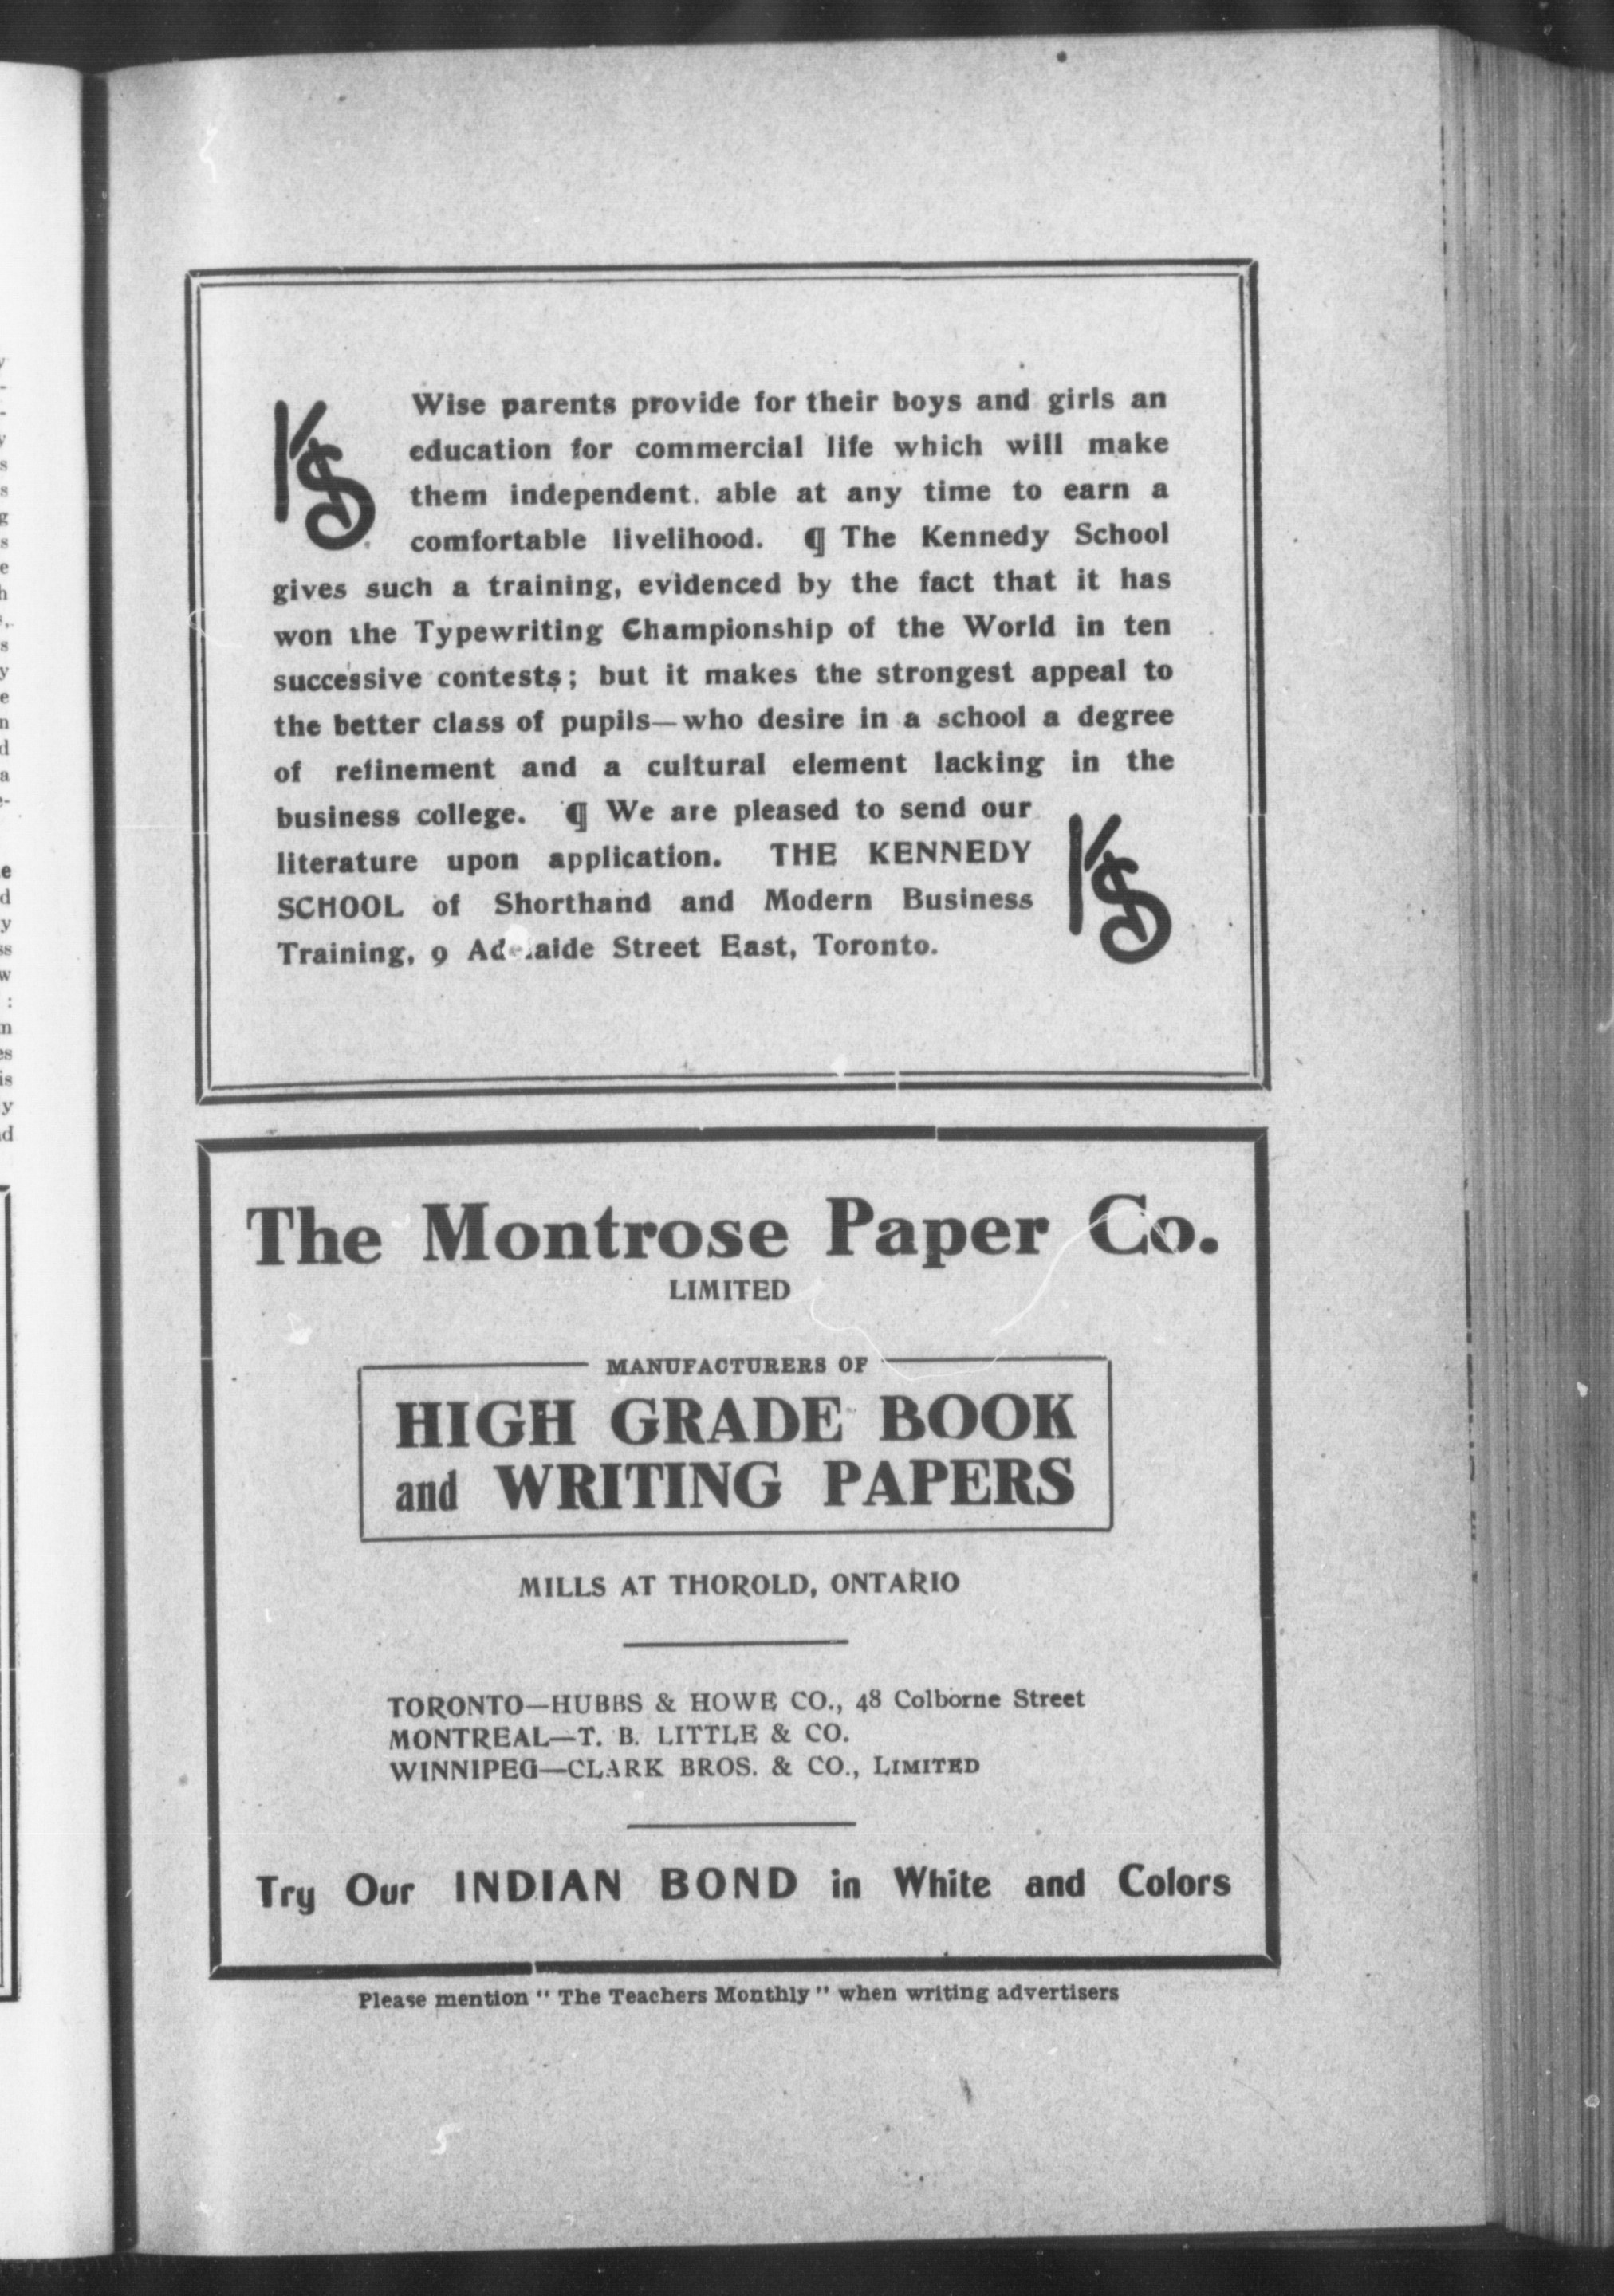 KS
Wise parents provide for their boys and girls an
education for commercial life which will make
them independent. able at any time to earn a
comfortable livelihood. ¶ The Kennedy School
gives such a training, evidenced by the fact that it has
won the Typewriting Championship of the World in ten
successive contests; but it makes the strongest appeal to
the better class of pupils—who desire in a school a degree
of refinement and a cultural element lacking in the
business college. ¶ We are pleased to send our
literature upon application. THE KENNEDY
SCHOOL of Shorthand and Modern Business
Training, 9 Adelaide Street East, Toronto.
KS
The Montrose Paper Co.
LIMITED
MANUFACTURERS OF
HIGH GRADE BOOK
and WRITING PAPERS
MILLS AT THOROLD, ONTARIO
TORONTO—HUBBS & HOWE CO., 48 Colborne Street
MONTREAL—T. B. LITTLE & CO.
WINNIPEG—CLARK BROS. & CO., LIMITED
Try Our INDIAN BOND in White and Colors
Please mention "The Teachers Monthly" when writing advertisers